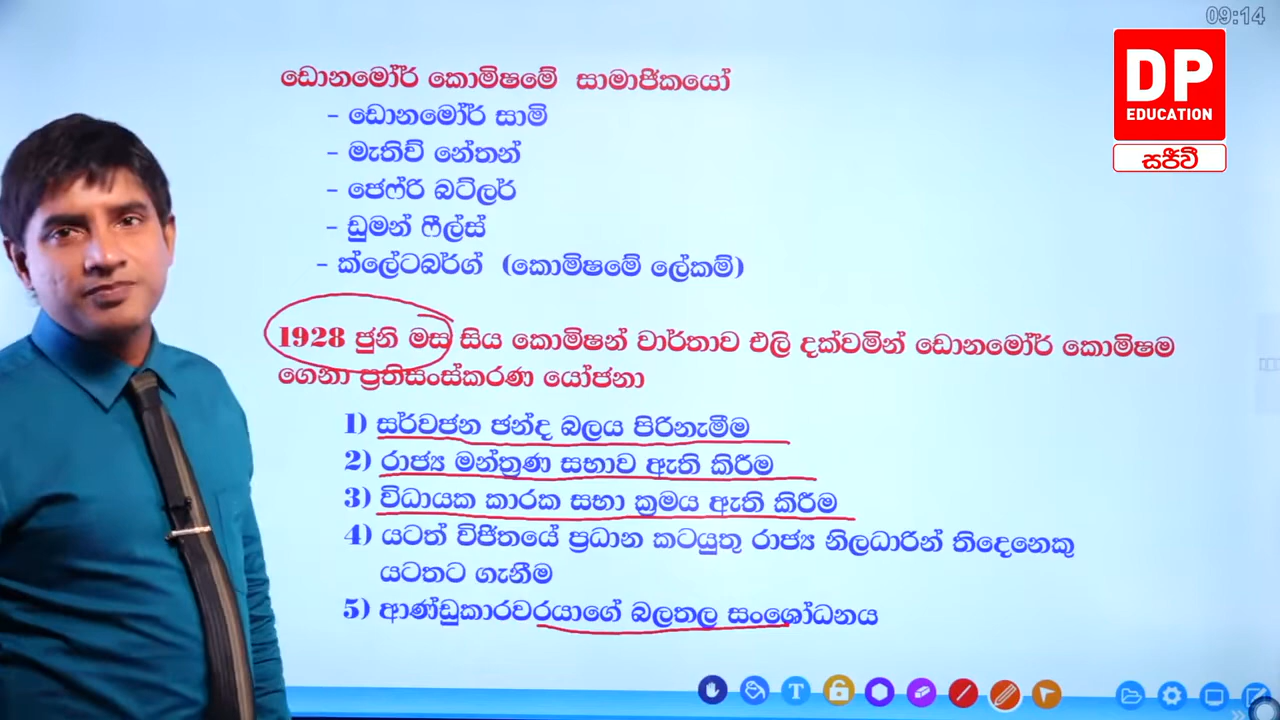 09:14
DP
EDUCATION
සජීවී
ඩොනමෝර් කොමිෂමේ සාමාජිකයෝ
- ඩොනමෝර් සාමි
- මැතිව් නේතන්
- ජෙෆ්රි බට්ලර්
- ඩුමන් ෆීල්ස්
- ක්ලේටබර්ග් (කොමිෂමේ ලේකම්)
1928 ජුනි මස සිය කොමිෂන් වාර්තාව එලි දක්වමින් ඩොනමෝර් කොමිෂම
ගෙනා ප්‍රතිසංස්කරණ යෝජනා
1) සර්වජන ඡන්ද බලය පිරිනැමීම
2) රාජ්‍ය මන්ත්‍රණ සභාව ඇති කිරීම
3) විධායක කාරක සභා ක්‍රමය ඇති කිරීම
4) යටත් විජිතයේ ප්‍රධාන කටයුතු රාජ්‍ය නිලධාරීන් තිදෙනෙකු
යටතට ගැනීම
5) ආණ්ඩුකාරවරයාගේ බලතල සංශෝධනය